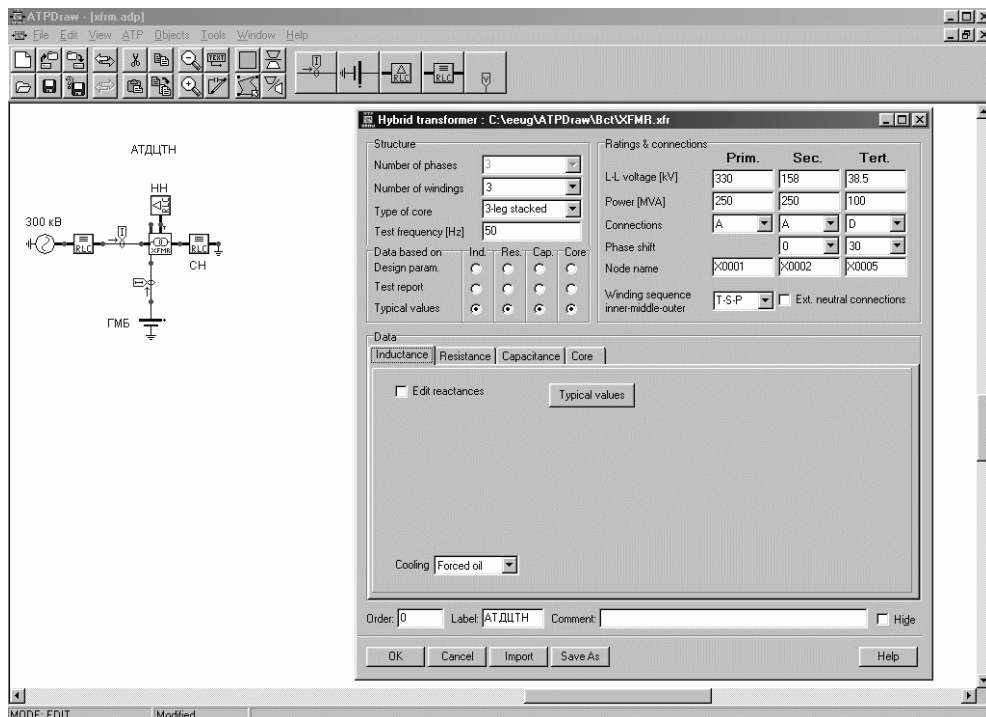 ATPDraw - [xfrm.adp]
File Edit View ATP Objects Tools Window Help
TEXT
RLC RLC M
АТДЦТН
НН
300 кВ
RLC
I
XFMR
RLC
СН
ГМБ
Hybrid transformer : C:\eeug\ATPDraw\Bct\XFMR.xfr
Structure
Number of phases 3
Number of windings 3
Type of core 3-leg stacked
Test frequency [Hz] 50
Data based on Ind. Res. Cap. Core
Design param.
Test report
Typical values
Ratings & connections
Prim. Sec. Tert.
L-L voltage [kV] 330 158 38.5
Power [MVA] 250 250 100
Connections A A D
Phase shift 0 30
Node name X0001 X0002 X0005
Winding sequence
inner-middle-outer T-S-P Ext. neutral connections
Data
Inductance Resistance Capacitance Core
Edit reactances Typical values
Cooling Forced oil
Order: 0 Label: АТДЦТН Comment: Hide
OK Cancel Import Save As Help
MODE: EDIT Modified